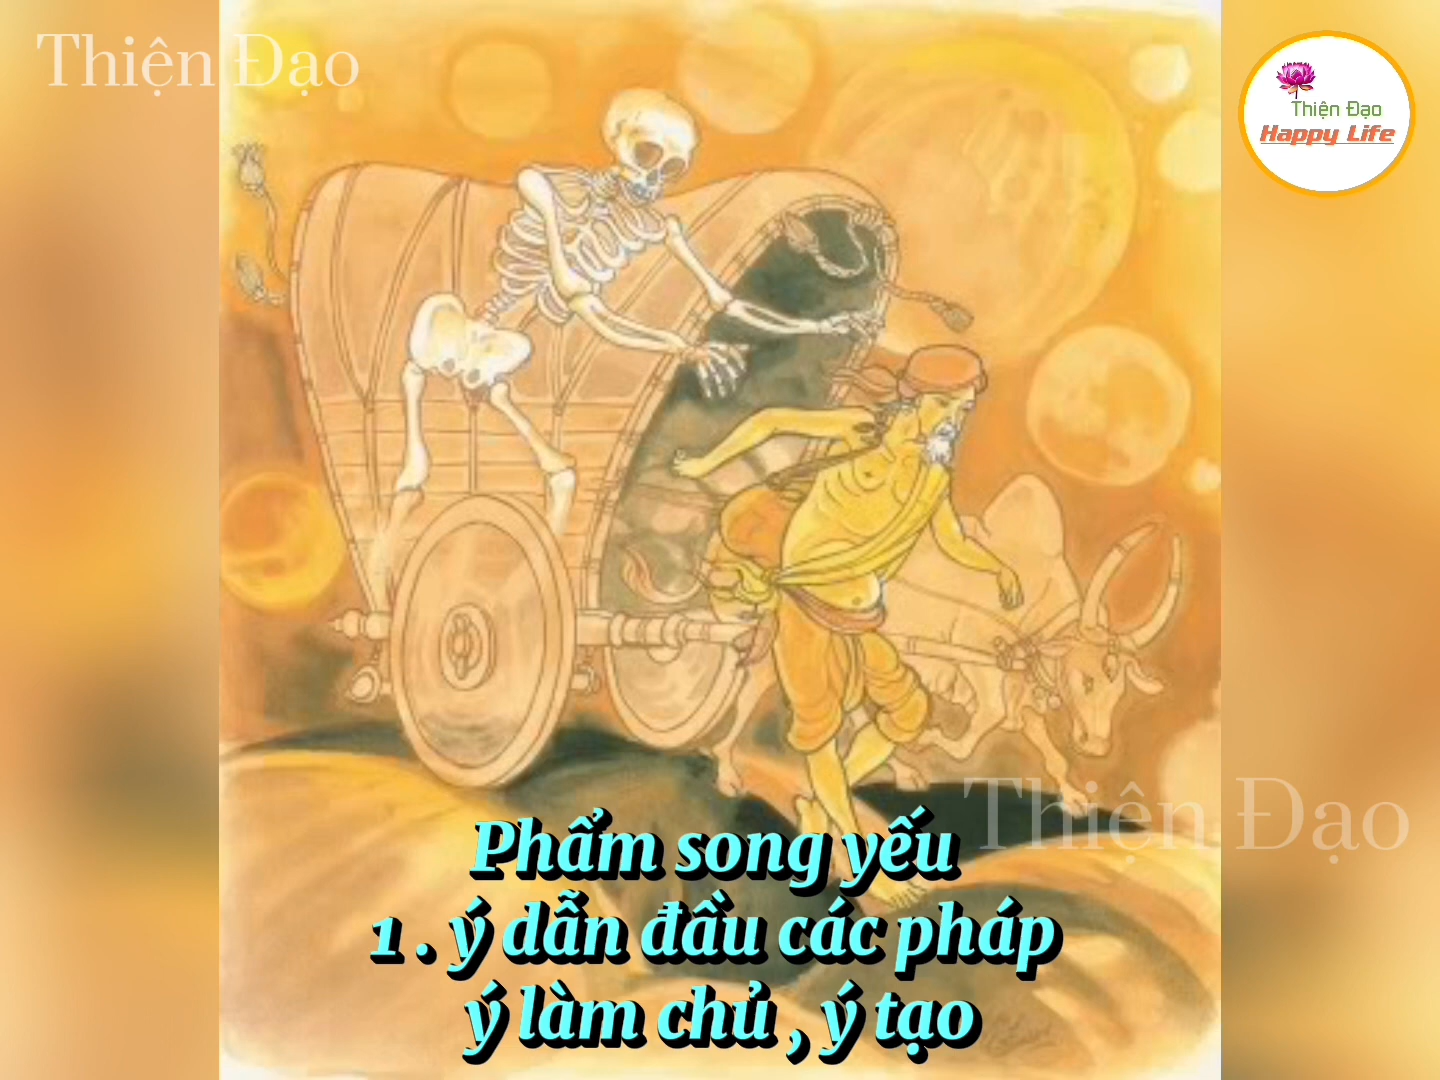 Thiện Đạo
Thiện Đạo
Happy Life
Thiện Đạo
Phẩm song yếu
1 . ý dẫn đầu các pháp
ý làm chủ , ý tạo